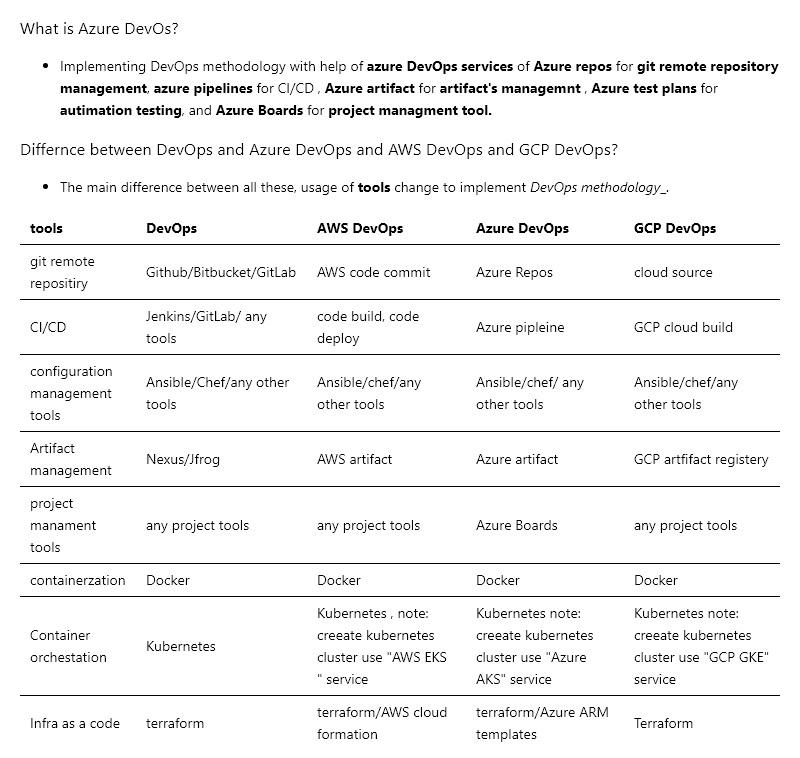 What is Azure DevOs?
• Implementing DevOps methodology with help of azure DevOps services of Azure repos for git remote repository
management, azure pipelines for CI/CD , Azure artifact for artifact's managemnt , Azure test plans for
autimation testing, and Azure Boards for project managment tool.
Differnce between DevOps and Azure DevOps and AWS DevOps and GCP DevOps?
• The main difference between all these, usage of tools change to implement DevOps methodology_.
tools DevOps AWS DevOps Azure DevOps GCP DevOps
git remote
repositiry Github/Bitbucket/GitLab AWS code commit Azure Repos cloud source
CI/CD Jenkins/GitLab/ any
tools code build, code
deploy Azure pipleine GCP cloud build
configuration
management
tools Ansible/Chef/any other
tools Ansible/chef/any
other tools Ansible/chef/ any
other tools Ansible/chef/any
other tools
Artifact
management Nexus/Jfrog AWS artifact Azure artifact GCP artfifact registery
project
manament
tools any project tools any project tools Azure Boards any project tools
containerzation Docker Docker Docker Docker
Container
orchestation Kubernetes Kubernetes , note:
creeate kubernetes
cluster use "AWS EKS
" service Kubernetes note:
creeate kubernetes
cluster use "Azure
AKS" service Kubernetes note:
creeate kubernetes
cluster use "GCP GKE"
service
Infra as a code terraform terraform/AWS cloud
formation terraform/Azure ARM
templates Terraform